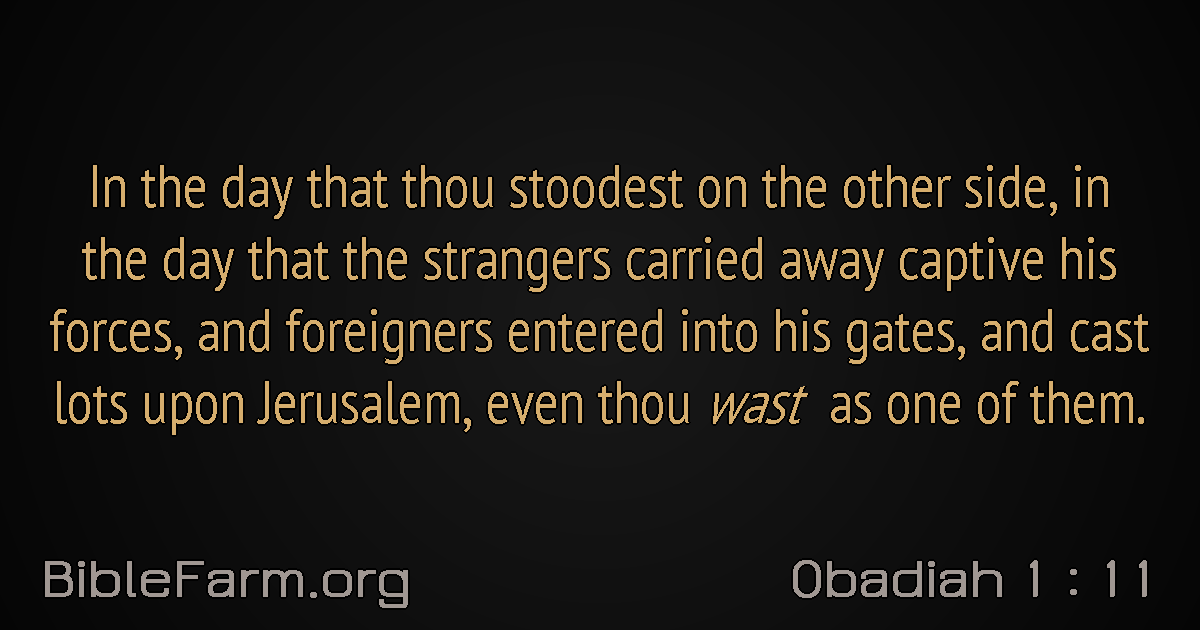 In the day that thou stoodest on the other side, in
the day that the strangers carried away captive his
forces, and foreigners entered into his gates, and cast
lots upon Jerusalem, even thou wast as one of them.
BibleFarm.org
Obadiah 1 : 11